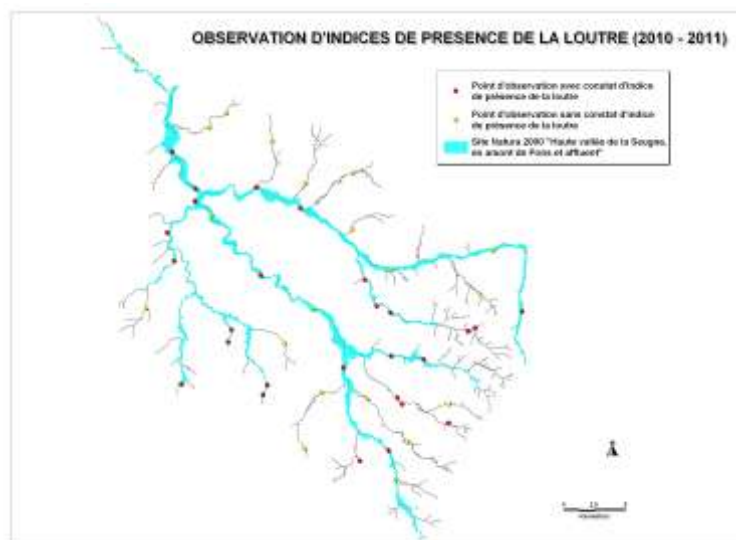 OBSERVATION D'INDICES DE PRESENCE DE LA LOUTRE (2010 - 2011)
Point d'observation avec constat d'indice
de présence de la loutre
Point d'observation sans constat d'indice
de présence de la loutre
Site Natura 2000 "Haute vallée de la Seugne,
en amont de Pons et affluent"